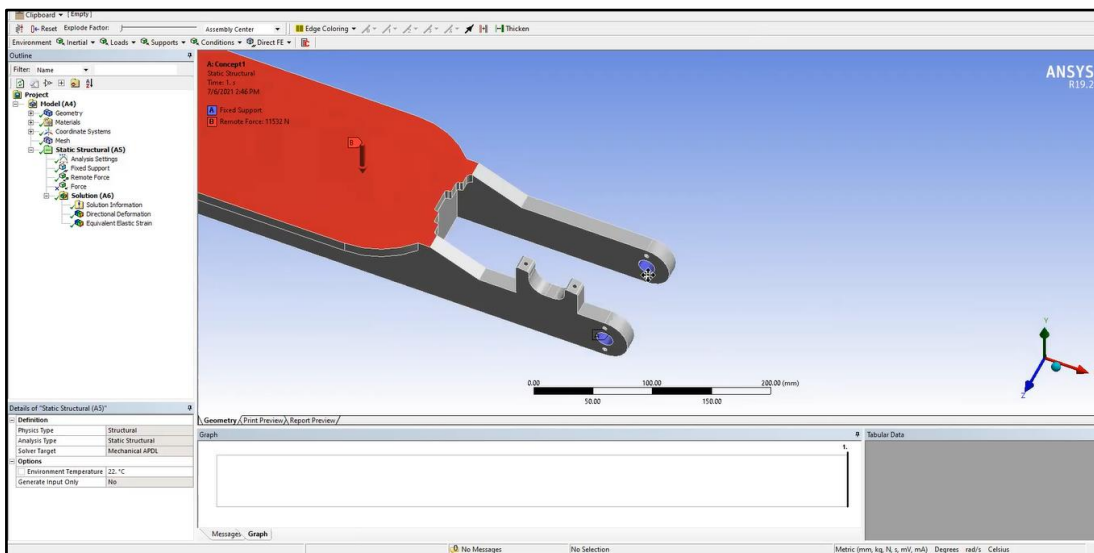 Clipboard [Empty]
Reset Explode Factor: Assembly Center Edge Coloring Thicken
Environment Inertial Loads Supports Conditions Direct FE
Outline
Filter: Name
Project
Model (A4)
Geometry
Materials
Coordinate Systems
Mesh
Static Structural (A5)
Analysis Settings
Fixed Support
Remote Force
Force
Solution (A6)
Solution Information
Directional Deformation
Equivalent Elastic Strain
A: Concept1
Static Structural
Time: 1. s
7/6/2021 2:46 PM
A Fixed Support
B Remote Force: 11532 N
B
ANSYS
R19.2
0.00 100.00 200.00 (mm)
50.00 150.00
Y
Z
Details of "Static Structural (A5)"
Definition
Physics Type Structural
Analysis Type Static Structural
Solver Target Mechanical APDL
Options
Environment Temperature 22. °C
Generate Input Only No
Geometry Print Preview Report Preview
Graph
1.
Tabular Data
Messages Graph
No Messages No Selection Metric (mm, kg, N, s, mV, mA) Degrees rad/s Celsius